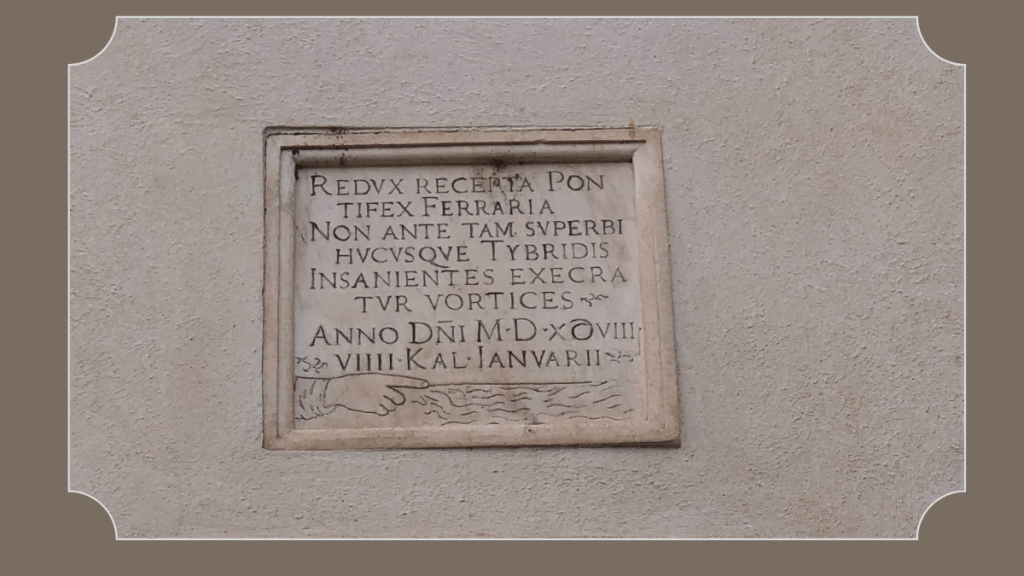 REDVX RECEPTA PON
TIFEX FERRARIA
NON ANTE TAM SVPERBI
HVCVSQVE TYBRIDIS
INSANIENTES EXECRA
TVR VORTICES
ANNO DÑI M·D·XↃVIII·
VIIII·KAL·IANVARII